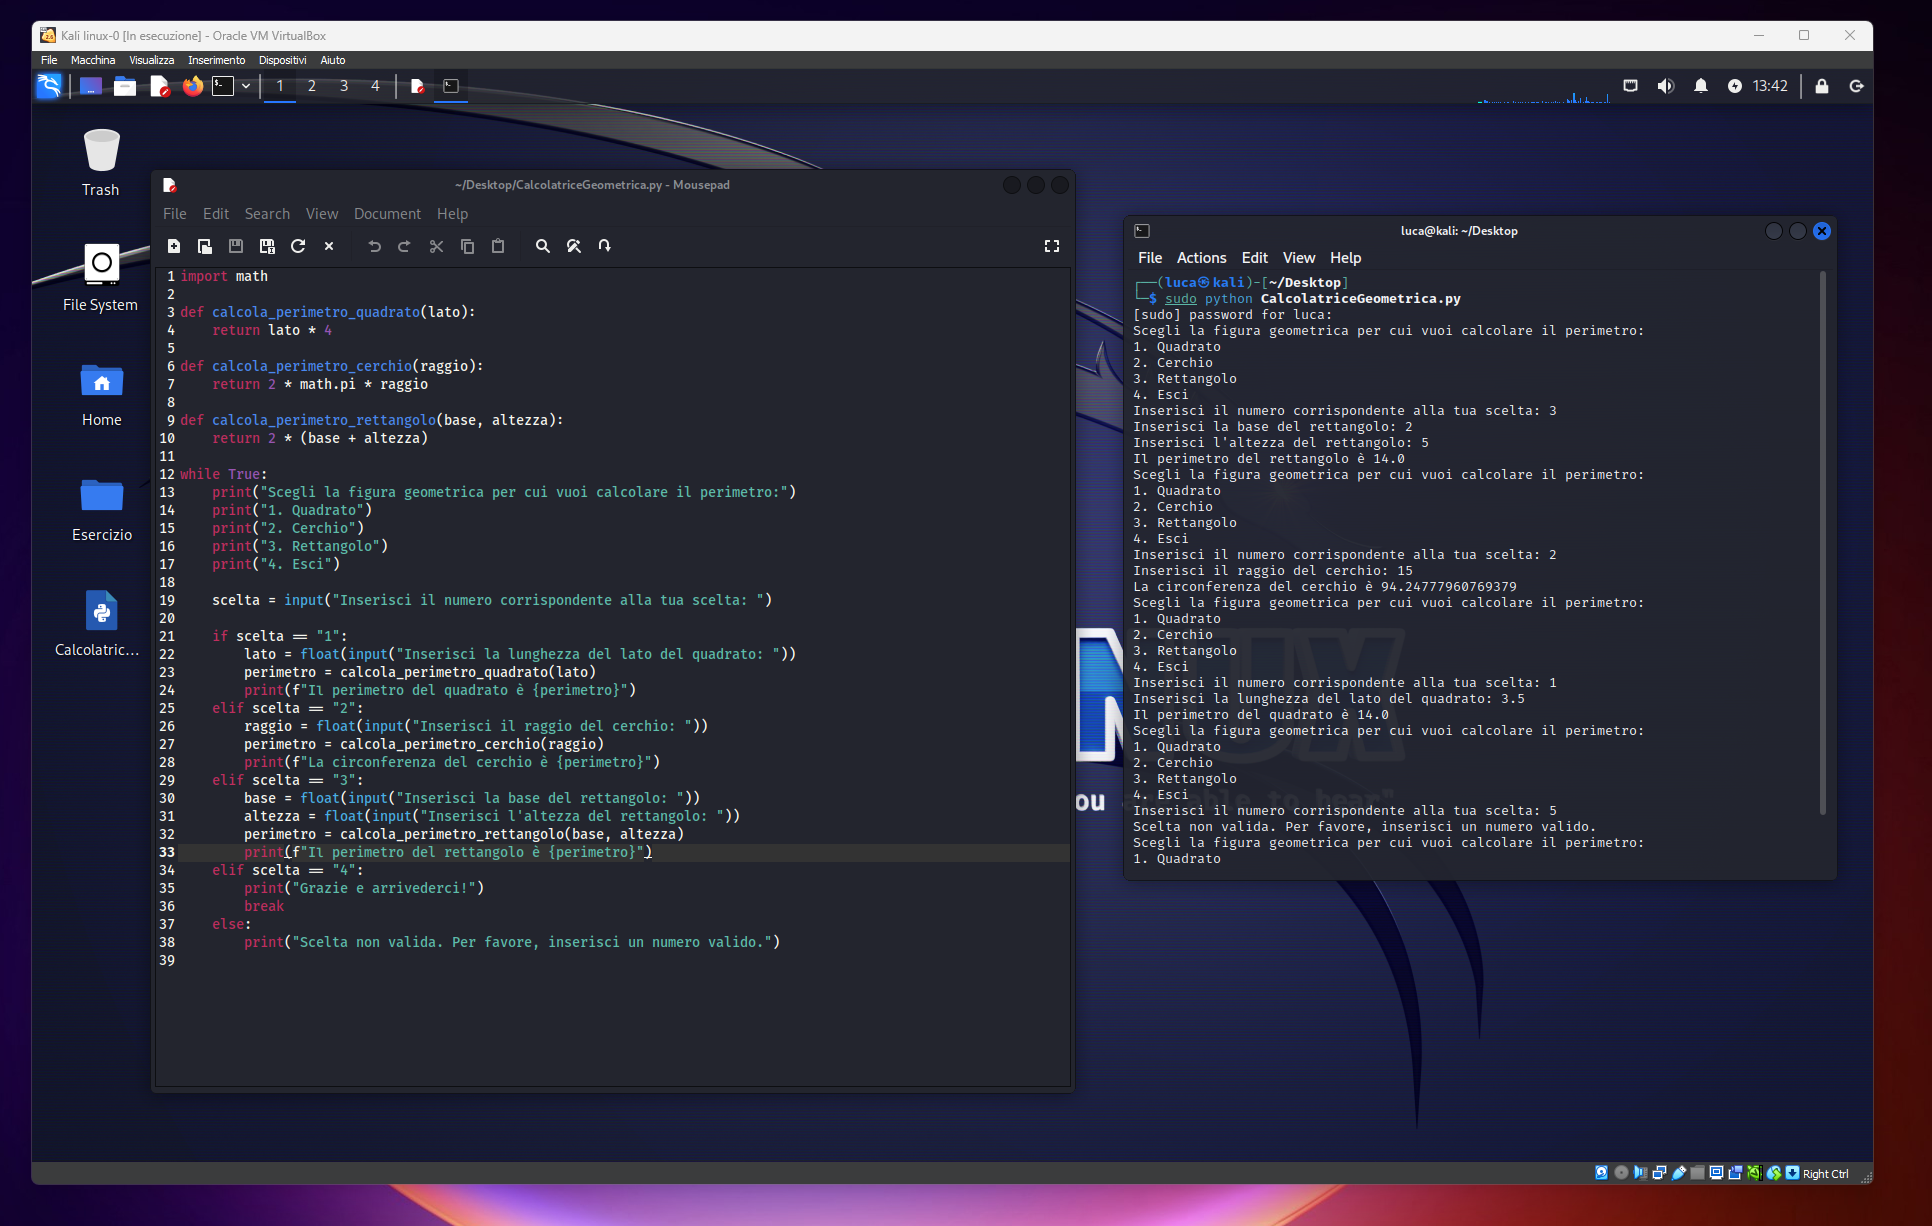 Kali linux-0 [In esecuzione] - Oracle VM VirtualBox
File Macchina Visualizza Inserimento Dispositivi Aiuto
1 2 3 4 13:42
Trash
File System
Home
Esercizio
Calcolatric...
~/Desktop/CalcolatriceGeometrica.py - Mousepad
File Edit Search View Document Help
1 import math
2
3 def calcola_perimetro_quadrato(lato):
4     return lato * 4
5
6 def calcola_perimetro_cerchio(raggio):
7     return 2 * math.pi * raggio
8
9 def calcola_perimetro_rettangolo(base, altezza):
10     return 2 * (base + altezza)
11
12 while True:
13     print("Scegli la figura geometrica per cui vuoi calcolare il perimetro:")
14     print("1. Quadrato")
15     print("2. Cerchio")
16     print("3. Rettangolo")
17     print("4. Esci")
18
19     scelta = input("Inserisci il numero corrispondente alla tua scelta: ")
20
21     if scelta == "1":
22         lato = float(input("Inserisci la lunghezza del lato del quadrato: "))
23         perimetro = calcola_perimetro_quadrato(lato)
24         print(f"Il perimetro del quadrato è {perimetro}")
25     elif scelta == "2":
26         raggio = float(input("Inserisci il raggio del cerchio: "))
27         perimetro = calcola_perimetro_cerchio(raggio)
28         print(f"La circonferenza del cerchio è {perimetro}")
29     elif scelta == "3":
30         base = float(input("Inserisci la base del rettangolo: "))
31         altezza = float(input("Inserisci l'altezza del rettangolo: "))
32         perimetro = calcola_perimetro_rettangolo(base, altezza)
33         print(f"Il perimetro del rettangolo è {perimetro}")
34     elif scelta == "4":
35         print("Grazie e arrivederci!")
36         break
37     else:
38         print("Scelta non valida. Per favore, inserisci un numero valido.")
39
luca@kali: ~/Desktop
File Actions Edit View Help
┌──(luca㉿kali)-[~/Desktop]
└─$ sudo python CalcolatriceGeometrica.py
[sudo] password for luca:
Scegli la figura geometrica per cui vuoi calcolare il perimetro:
1. Quadrato
2. Cerchio
3. Rettangolo
4. Esci
Inserisci il numero corrispondente alla tua scelta: 3
Inserisci la base del rettangolo: 2
Inserisci l'altezza del rettangolo: 5
Il perimetro del rettangolo è 14.0
Scegli la figura geometrica per cui vuoi calcolare il perimetro:
1. Quadrato
2. Cerchio
3. Rettangolo
4. Esci
Inserisci il numero corrispondente alla tua scelta: 2
Inserisci il raggio del cerchio: 15
La circonferenza del cerchio è 94.24777960769379
Scegli la figura geometrica per cui vuoi calcolare il perimetro:
1. Quadrato
2. Cerchio
3. Rettangolo
4. Esci
Inserisci il numero corrispondente alla tua scelta: 1
Inserisci la lunghezza del lato del quadrato: 3.5
Il perimetro del quadrato è 14.0
Scegli la figura geometrica per cui vuoi calcolare il perimetro:
1. Quadrato
2. Cerchio
3. Rettangolo
4. Esci
Inserisci il numero corrispondente alla tua scelta: 5
Scelta non valida. Per favore, inserisci un numero valido.
Scegli la figura geometrica per cui vuoi calcolare il perimetro:
1. Quadrato
ou are able to hear"
Right Ctrl